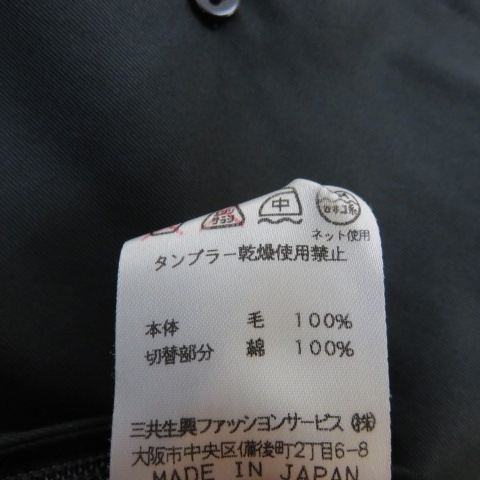 中
ネット使用
タンブラー乾燥使用禁止
本体 毛 100%
切替部分 綿 100%
三共生興ファッションサービス㈱
大阪市中央区備後町2丁目6-8
MADE IN JAPAN